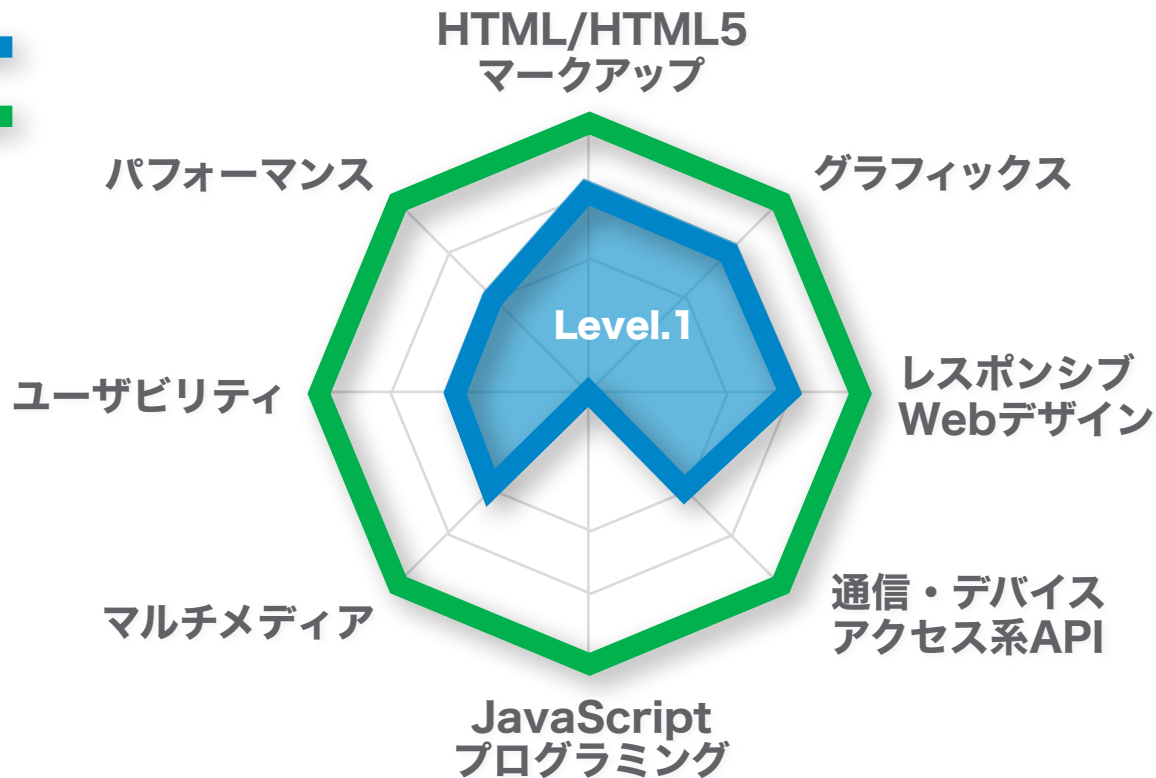 HTML/HTML5
マークアップ
パフォーマンス
グラフィックス
Level.1
ユーザビリティ
レスポンシブ
Webデザイン
マルチメディア
通信・デバイス
アクセス系API
JavaScript
プログラミング